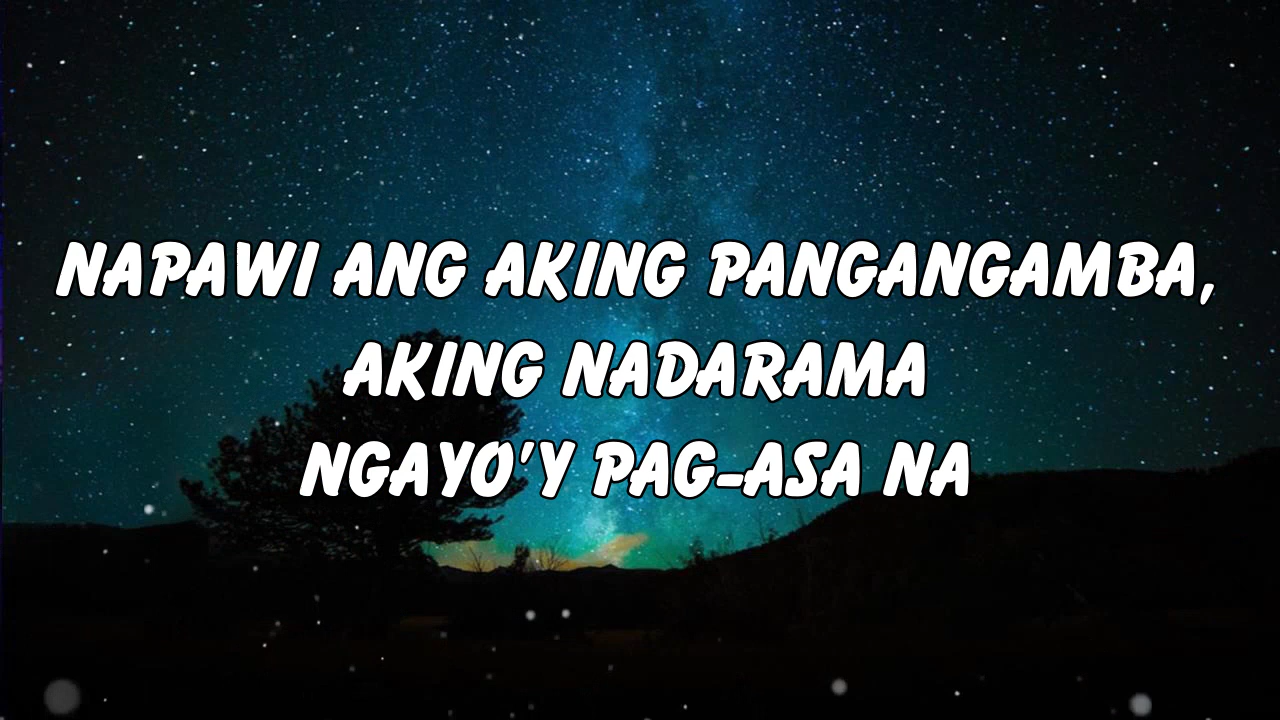 NAPAWI ANG AKING PANGANGAMBA,
AKING NADARAMA
NGAYO'Y PAG-ASA NA